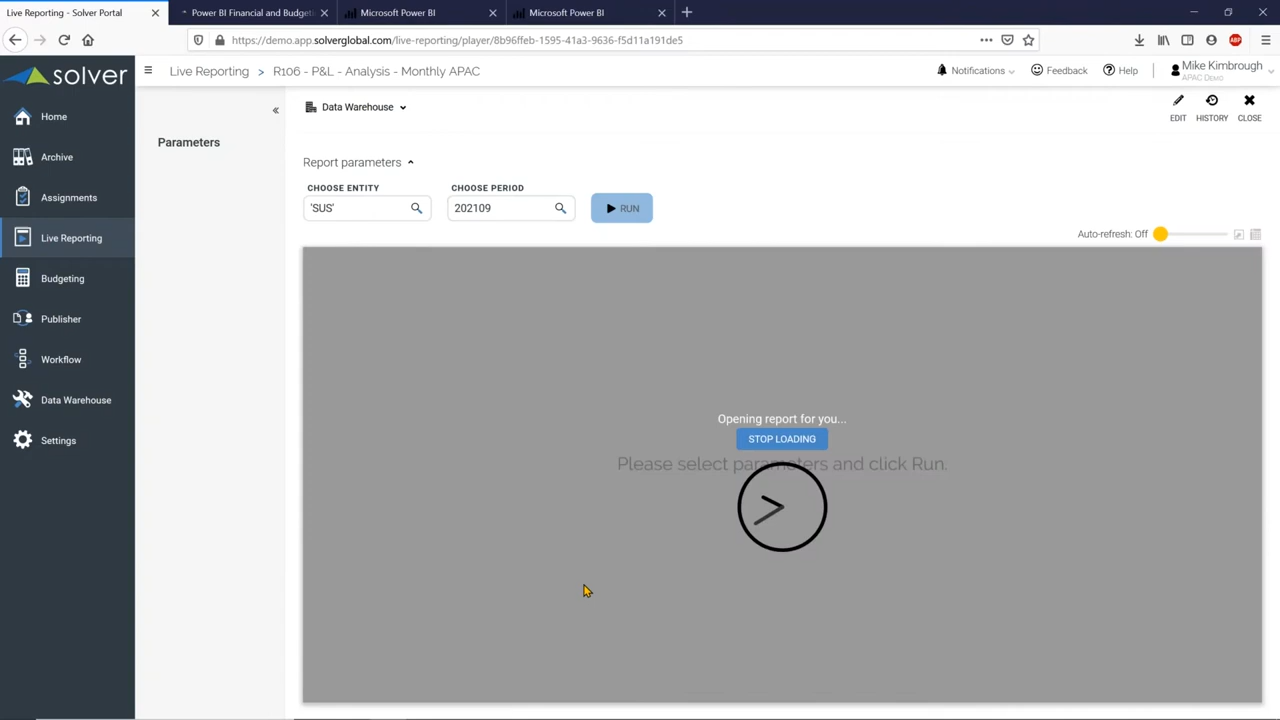 Live Reporting - Solver Portal
Power BI Financial and Budget
Microsoft Power BI
Microsoft Power BI
https://demo.app.solverglobal.com/live-reporting/player/8b96ffeb-1595-41a3-9636-f5d11a191de5
ABP
solver
Live Reporting > R106 - P&L - Analysis - Monthly APAC
Notifications
Feedback
Help
Mike Kimbrough
APAC Demo
Home
Archive
Assignments
Live Reporting
Budgeting
Publisher
Workflow
Data Warehouse
Settings
«
Parameters
Data Warehouse
EDIT
HISTORY
CLOSE
Report parameters
CHOOSE ENTITY
CHOOSE PERIOD
'SUS'
202109
RUN
Auto-refresh: Off
Opening report for you...
STOP LOADING
Please select parameters and click Run.